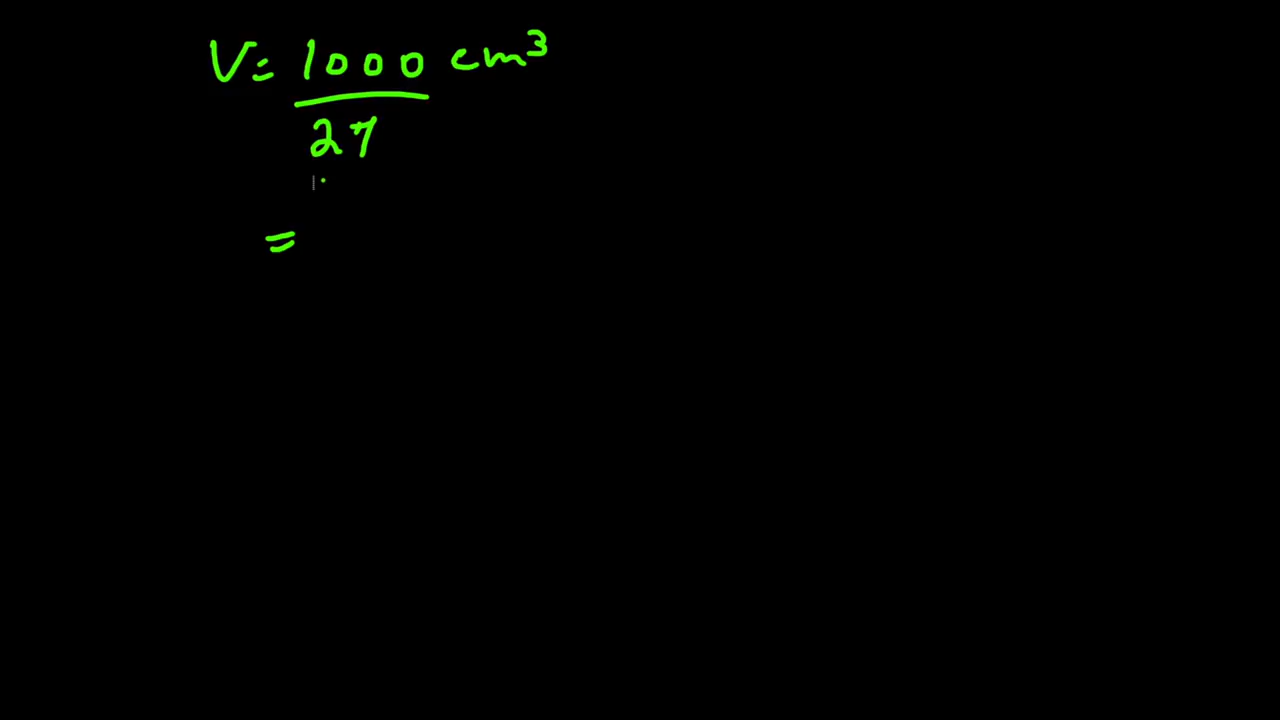 V= 1000 cm³
27
=